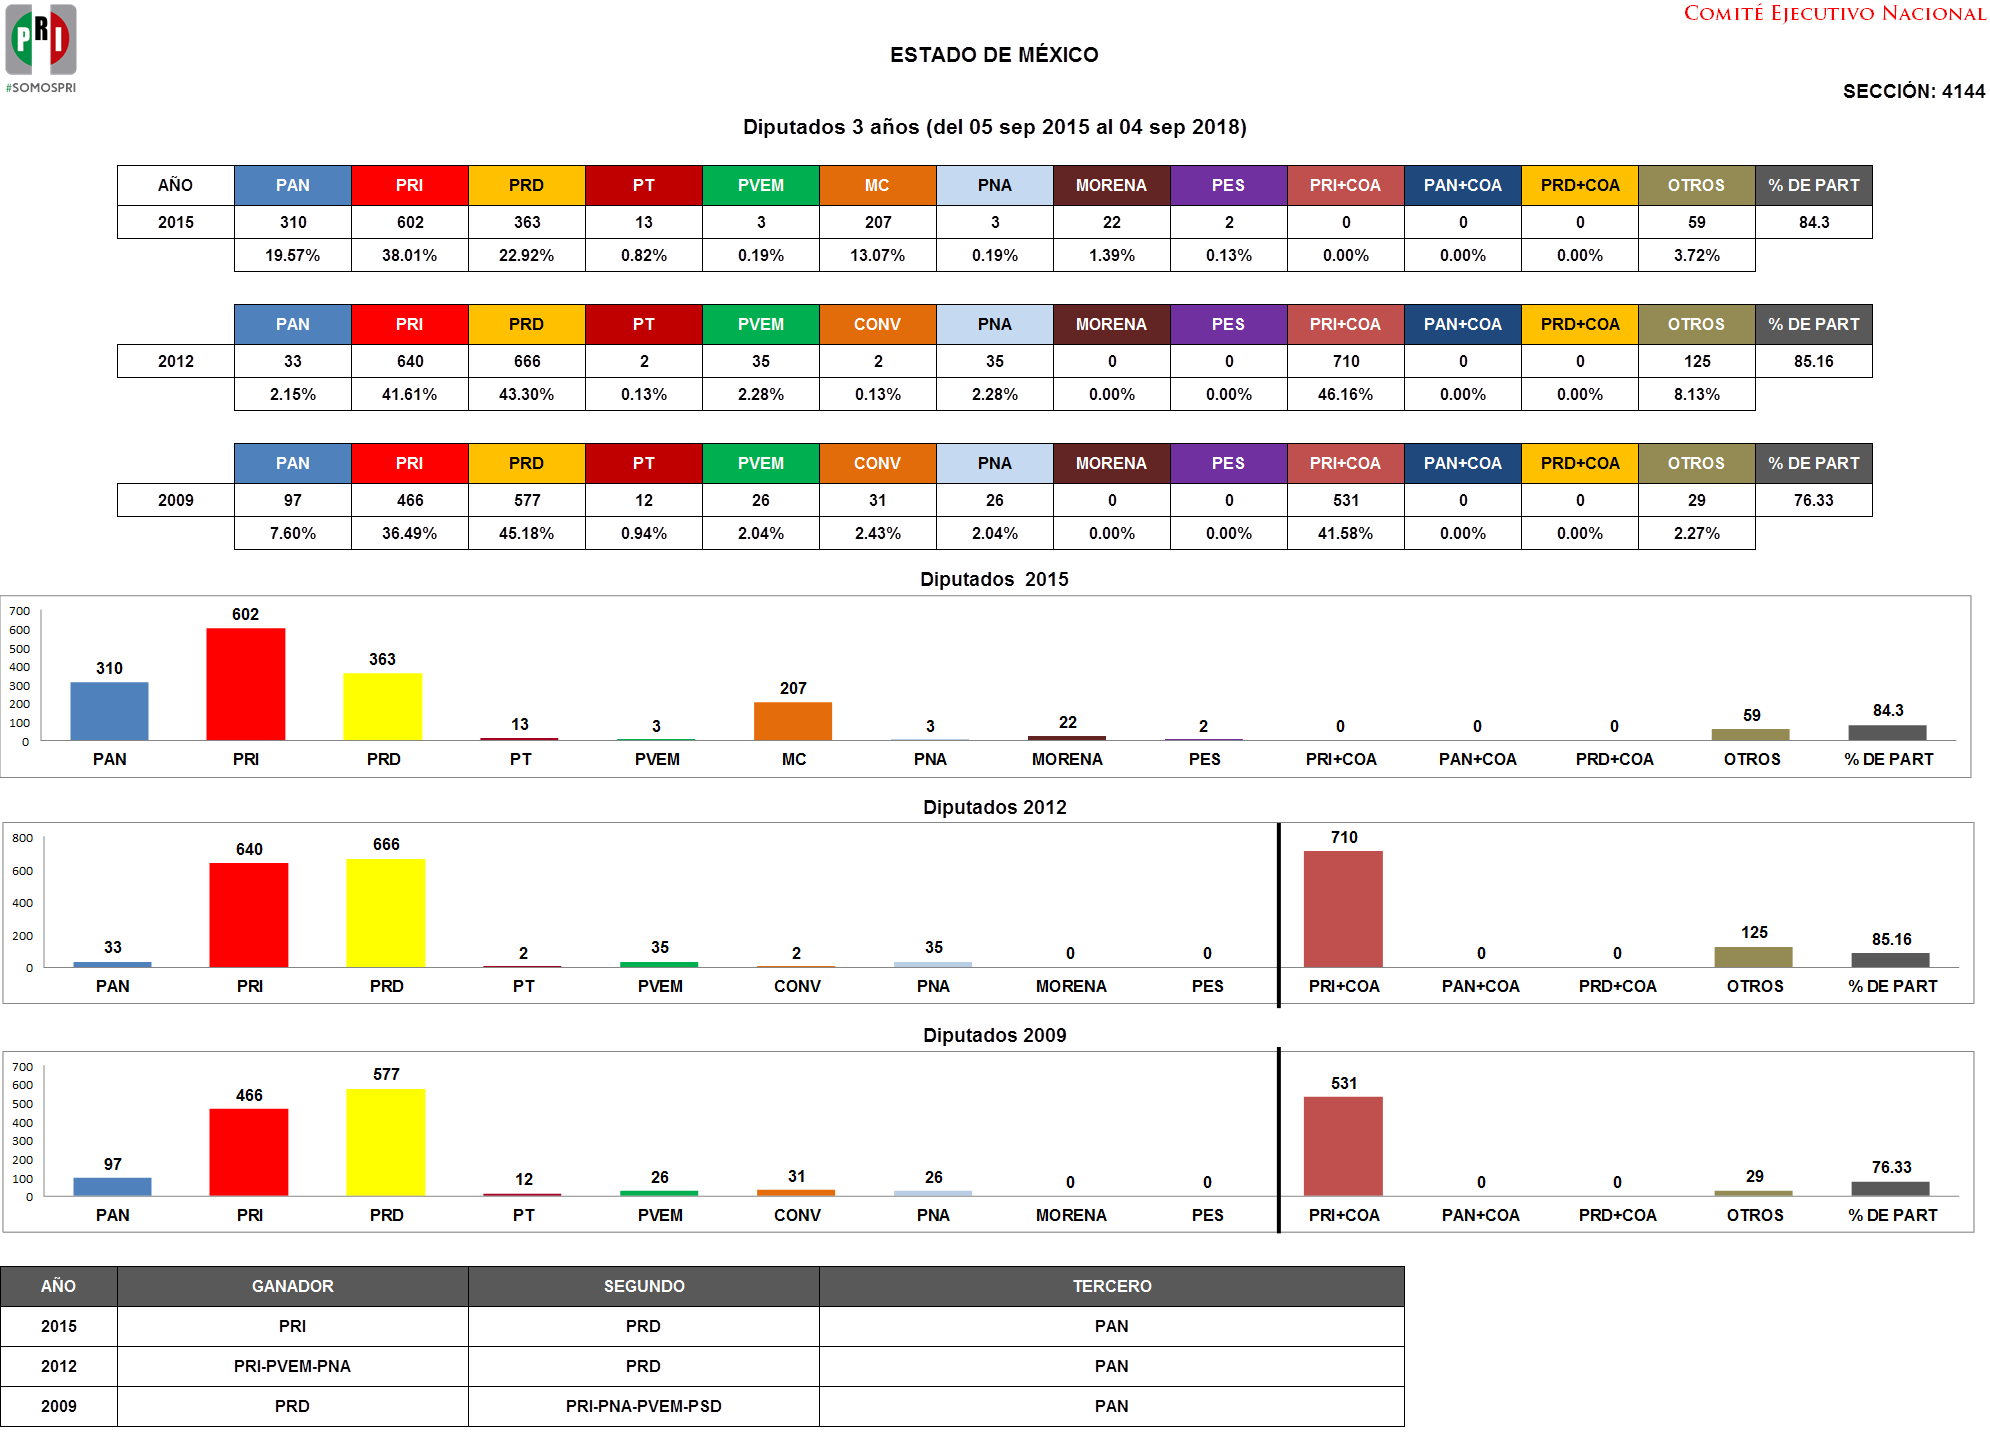 PRI
#SOMOSPRI
COMITÉ EJECUTIVO NACIONAL
ESTADO DE MÉXICO
SECCIÓN: 4144
Diputados 3 años (del 05 sep 2015 al 04 sep 2018)
AÑO PAN PRI PRD PT PVEM MC PNA MORENA PES PRI+COA PAN+COA PRD+COA OTROS % DE PART
2015 310 602 363 13 3 207 3 22 2 0 0 0 59 84.3
19.57% 38.01% 22.92% 0.82% 0.19% 13.07% 0.19% 1.39% 0.13% 0.00% 0.00% 0.00% 3.72%
PAN PRI PRD PT PVEM CONV PNA MORENA PES PRI+COA PAN+COA PRD+COA OTROS % DE PART
2012 33 640 666 2 35 2 35 0 0 710 0 0 125 85.16
2.15% 41.61% 43.30% 0.13% 2.28% 0.13% 2.28% 0.00% 0.00% 46.16% 0.00% 0.00% 8.13%
PAN PRI PRD PT PVEM CONV PNA MORENA PES PRI+COA PAN+COA PRD+COA OTROS % DE PART
2009 97 466 577 12 26 31 26 0 0 531 0 0 29 76.33
7.60% 36.49% 45.18% 0.94% 2.04% 2.43% 2.04% 0.00% 0.00% 41.58% 0.00% 0.00% 2.27%
Diputados 2015
700
600
500
400
300
200
100
0
310 602 363 13 3 207 3 22 2 0 0 0 59 84.3
PAN PRI PRD PT PVEM MC PNA MORENA PES PRI+COA PAN+COA PRD+COA OTROS % DE PART
Diputados 2012
800
600
400
200
0
33 640 666 2 35 2 35 0 0 710 0 0 125 85.16
PAN PRI PRD PT PVEM CONV PNA MORENA PES PRI+COA PAN+COA PRD+COA OTROS % DE PART
Diputados 2009
700
600
500
400
300
200
100
0
97 466 577 12 26 31 26 0 0 531 0 0 29 76.33
PAN PRI PRD PT PVEM CONV PNA MORENA PES PRI+COA PAN+COA PRD+COA OTROS % DE PART
AÑO GANADOR SEGUNDO TERCERO
2015 PRI PRD PAN
2012 PRI-PVEM-PNA PRD PAN
2009 PRD PRI-PNA-PVEM-PSD PAN